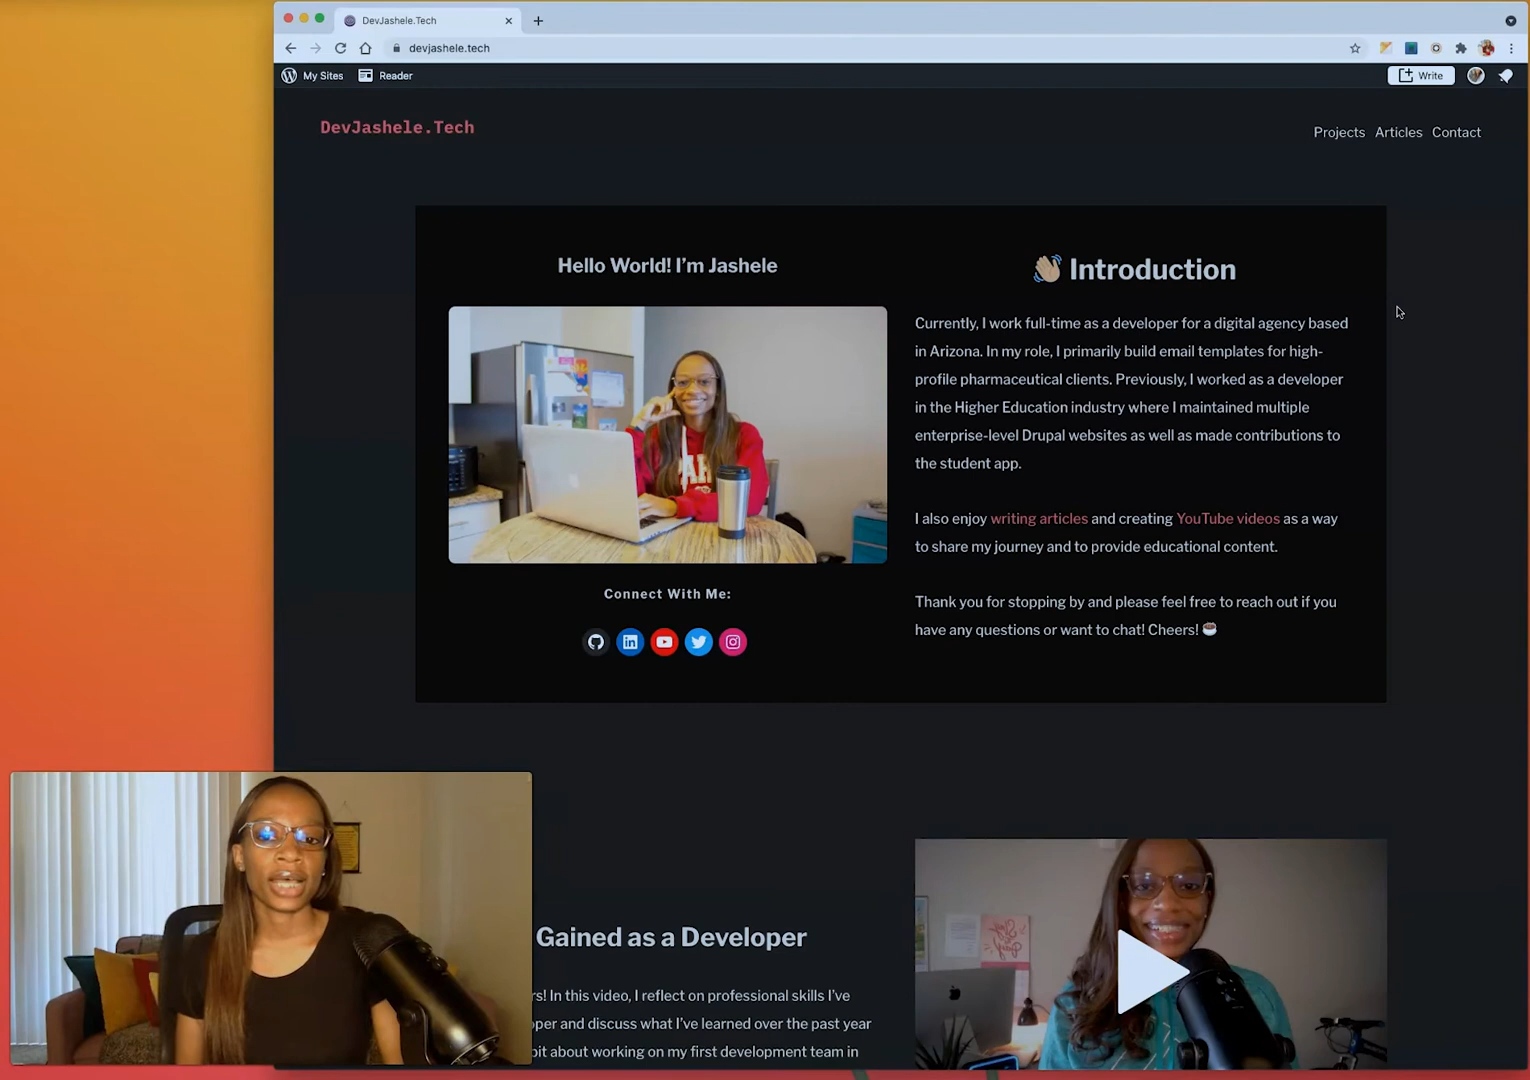 DevJashele.Tech
devjashele.tech
My Sites
Reader
Write
DevJashele.Tech
Projects
Articles
Contact
Hello World! I'm Jashele
Connect With Me:
👋🏽 Introduction
Currently, I work full-time as a developer for a digital agency based
in Arizona. In my role, I primarily build email templates for high-
profile pharmaceutical clients. Previously, I worked as a developer
in the Higher Education industry where I maintained multiple
enterprise-level Drupal websites as well as made contributions to
the student app.
I also enjoy writing articles and creating YouTube videos as a way
to share my journey and to provide educational content.
Thank you for stopping by and please feel free to reach out if you
have any questions or want to chat! Cheers! ☕
Gained as a Developer
In this video, I reflect on professional skills I've
and discuss what I've learned over the past year
about working on my first development team in